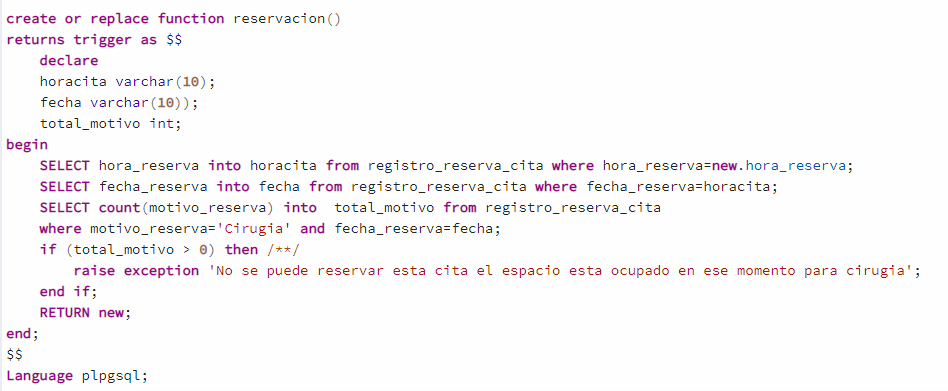 create or replace function reservacion()
returns trigger as $$
declare
horacita varchar(10);
fecha varchar(10));
total_motivo int;
begin
SELECT hora_reserva into horacita from registro_reserva_cita where hora_reserva=new.hora_reserva;
SELECT fecha_reserva into fecha from registro_reserva_cita where fecha_reserva=horacita;
SELECT count(motivo_reserva) into  total_motivo from registro_reserva_cita
where motivo_reserva='Cirugia' and fecha_reserva=fecha;
if (total_motivo > 0) then /**/
raise exception 'No se puede reservar esta cita el espacio esta ocupado en ese momento para cirugia';
end if;
RETURN new;
end;
$$
Language plpgsql;